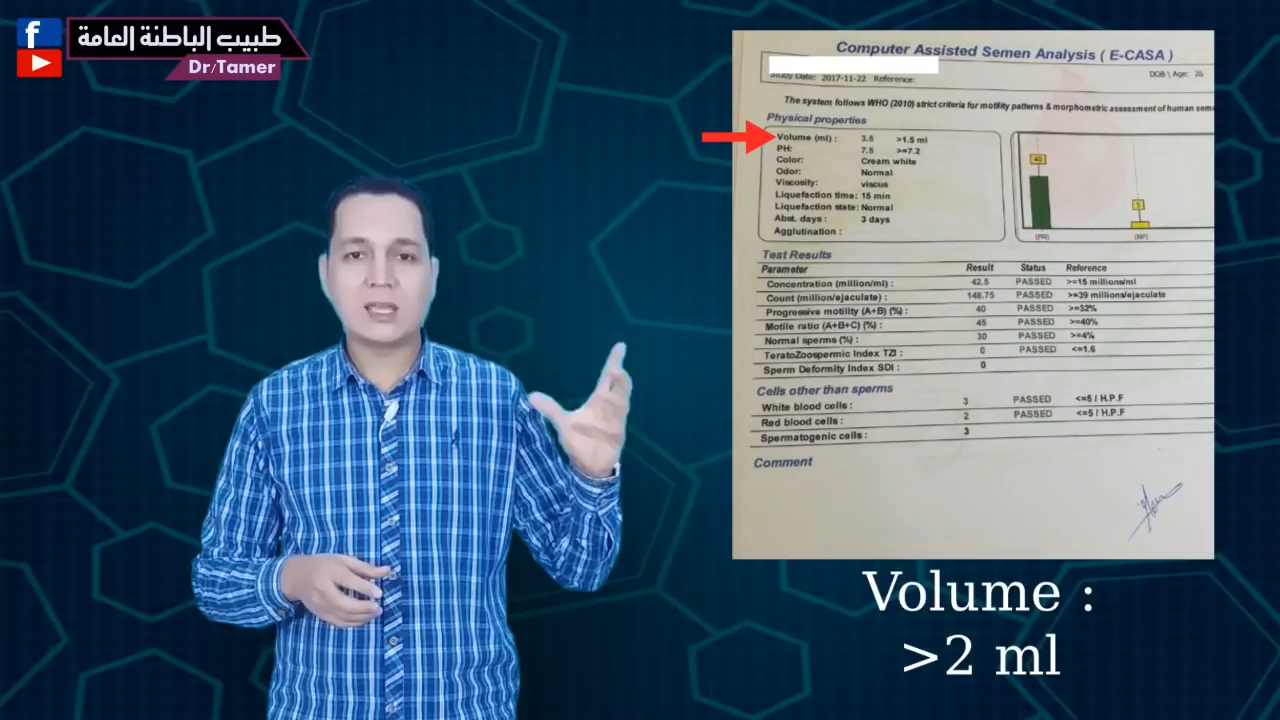 f
طبيب الباطنة العامة
Dr/Tamer
Computer Assisted Semen Analysis ( E-CASA )
Study Date: 2017-11-22 Reference:
DOB \ Age: 26
The system follows WHO (2010) strict criteria for motility patterns & morphometric assessment of human
Physical properties
Volume (ml) : 3.5 >1.5 ml
PH: 7.5 >=7.2
Color: Cream white
Odor: Normal
Viscosity: viscus
Liquefaction time: 15 min
Liquefaction state: Normal
Abst. days : 3 days
Agglutination :
40
5
(PR)
(NP)
Test Results
Parameter Result Status Reference
Concentration (million/ml) : 42.5 PASSED >=15 millions/ml
Count (million/ejaculate) : 148.75 PASSED >=39 millions/ejaculate
Progressive motility (A+B) (%) : 40 PASSED >=32%
Motile ratio (A+B+C) (%) : 45 PASSED >=40%
Normal sperms (%) : 30 PASSED >=4%
TeratoZoospermic Index TZI : 0 PASSED <=1.6
Sperm Deformity Index SDI : 0
Cells other than sperms
White blood cells : 3 PASSED <=5 / H.P.F
Red blood cells : 2 PASSED <=5 / H.P.F
Spermatogenic cells : 3
Comment
Volume :
>2 ml